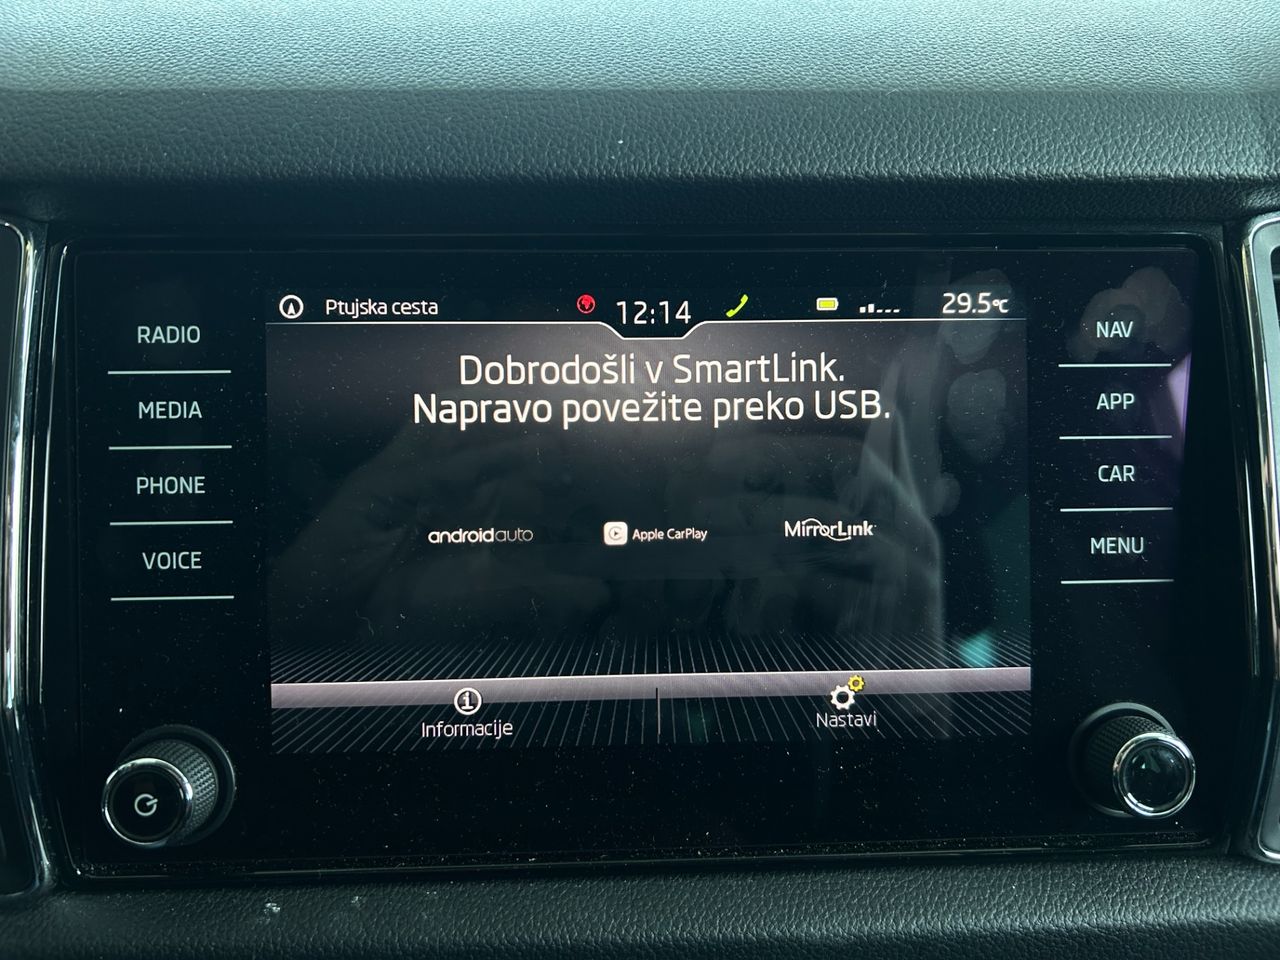 Ptujska cesta 12:14 29.5°C
RADIO
MEDIA
PHONE
VOICE
Dobrodošli v SmartLink.
Napravo povežite preko USB.
androidauto Apple CarPlay MirrorLink
Informacije Nastavi
NAV
APP
CAR
MENU